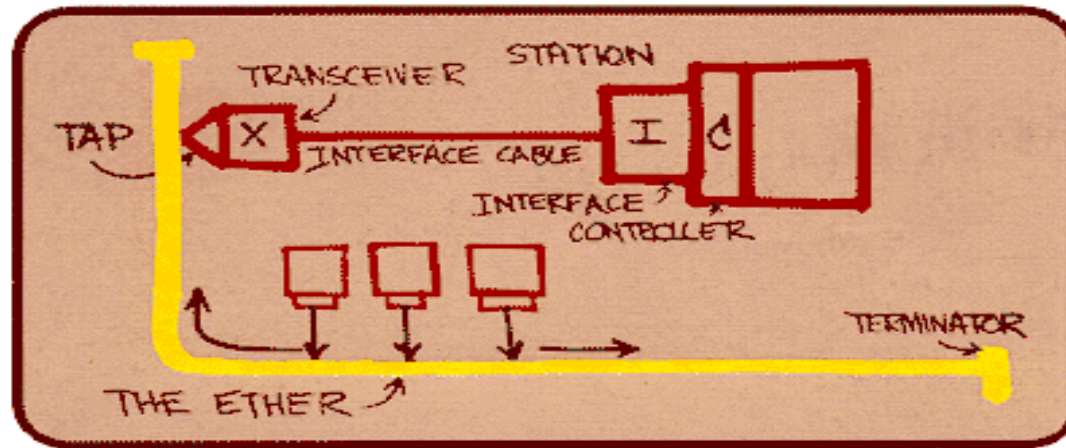 STATION
TRANSCEIVER
TAP
X
I
C
INTERFACE CABLE
INTERFACE
CONTROLLER
TERMINATOR
THE ETHER